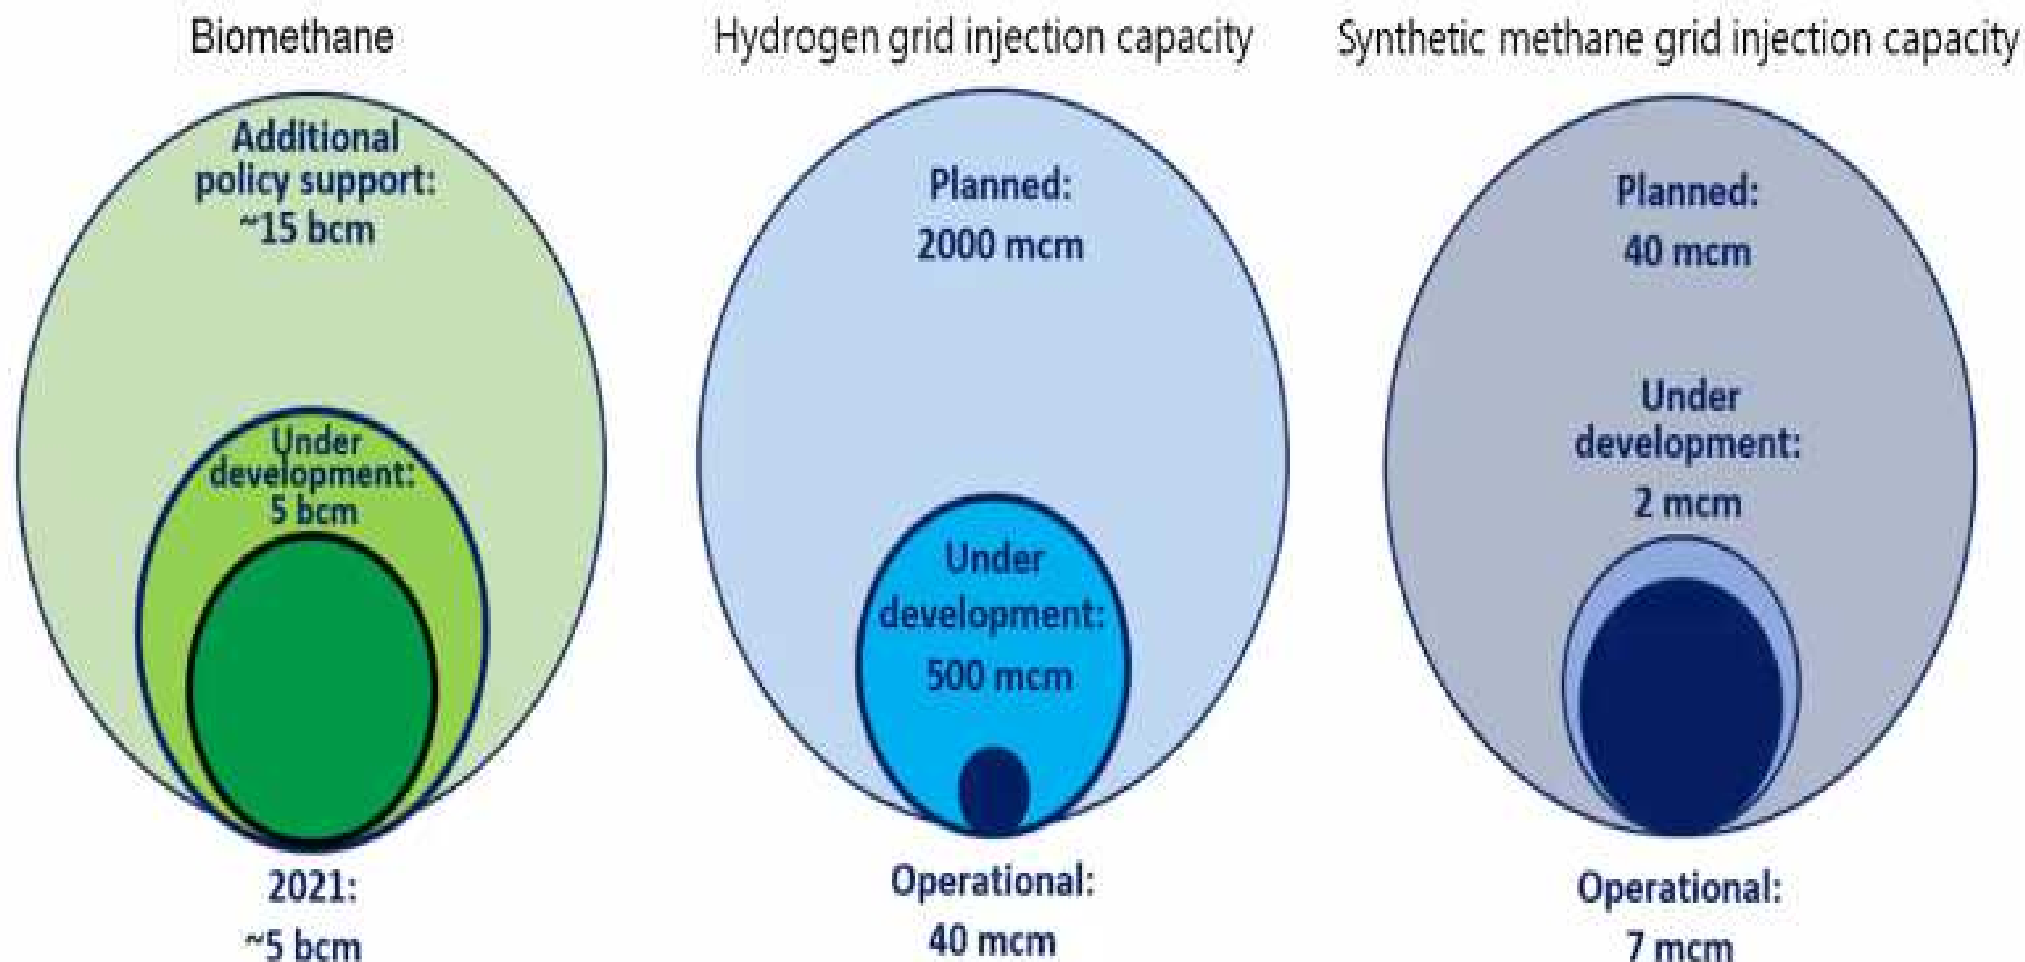 Biomethane
Additional
policy support:
~15 bcm
Under
development:
5 bcm
2021:
~5 bcm
Hydrogen grid injection capacity
Planned:
2000 mcm
Under
development:
500 mcm
Operational:
40 mcm
Synthetic methane grid injection capacity
Planned:
40 mcm
Under
development:
2 mcm
Operational:
7 mcm